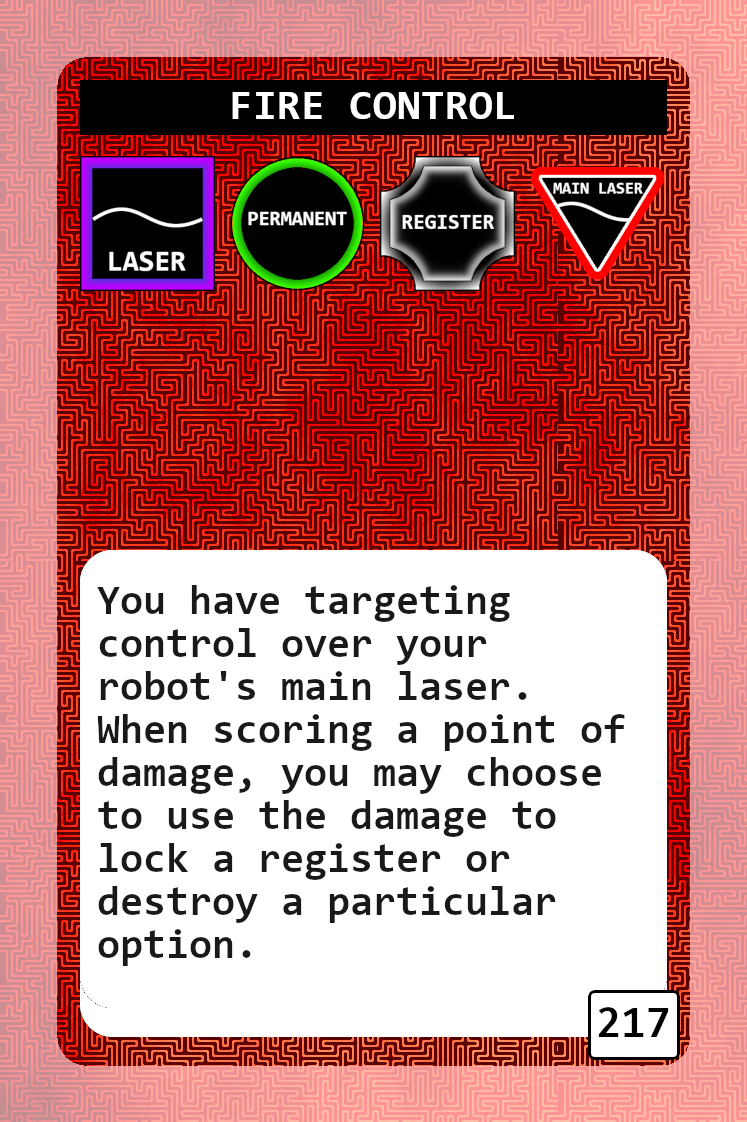 FIRE CONTROL
LASER
PERMANENT
REGISTER
MAIN LASER
You have targeting
control over your
robot's main laser.
When scoring a point of
damage, you may choose
to use the damage to
lock a register or
destroy a particular
option.
217